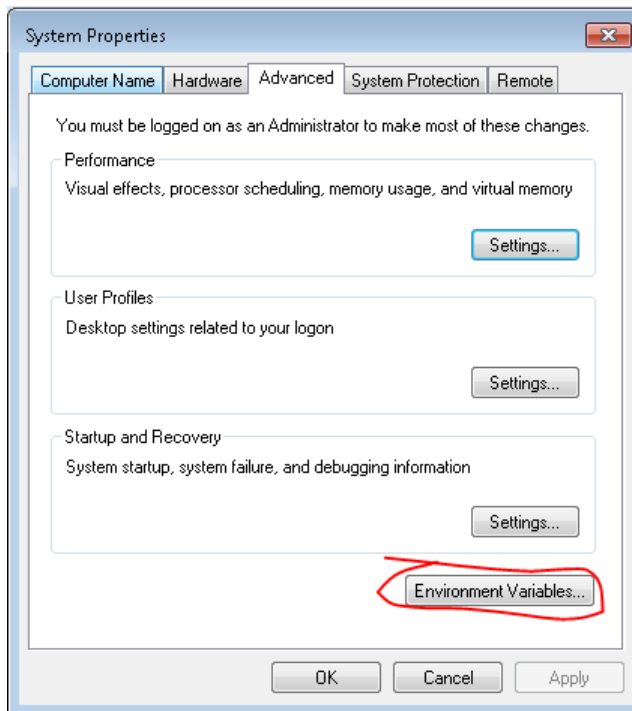 System Properties
Computer Name Hardware Advanced System Protection Remote
You must be logged on as an Administrator to make most of these changes.
Performance
Visual effects, processor scheduling, memory usage, and virtual memory
Settings...
User Profiles
Desktop settings related to your logon
Settings...
Startup and Recovery
System startup, system failure, and debugging information
Settings...
Environment Variables...
OK Cancel Apply